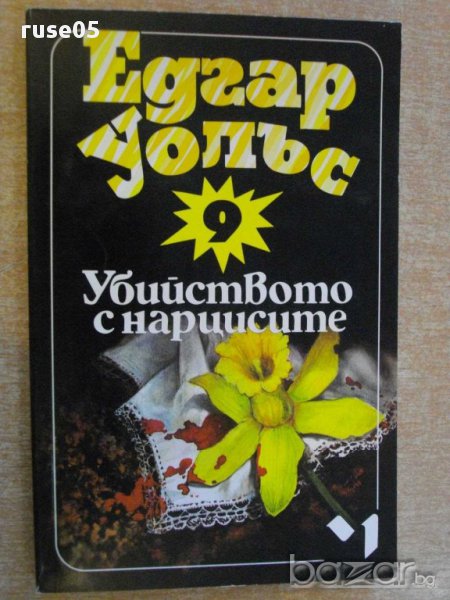 ruse05
Едгар
Уолъс
9
Убийството
с нарцисите
bazar.bg